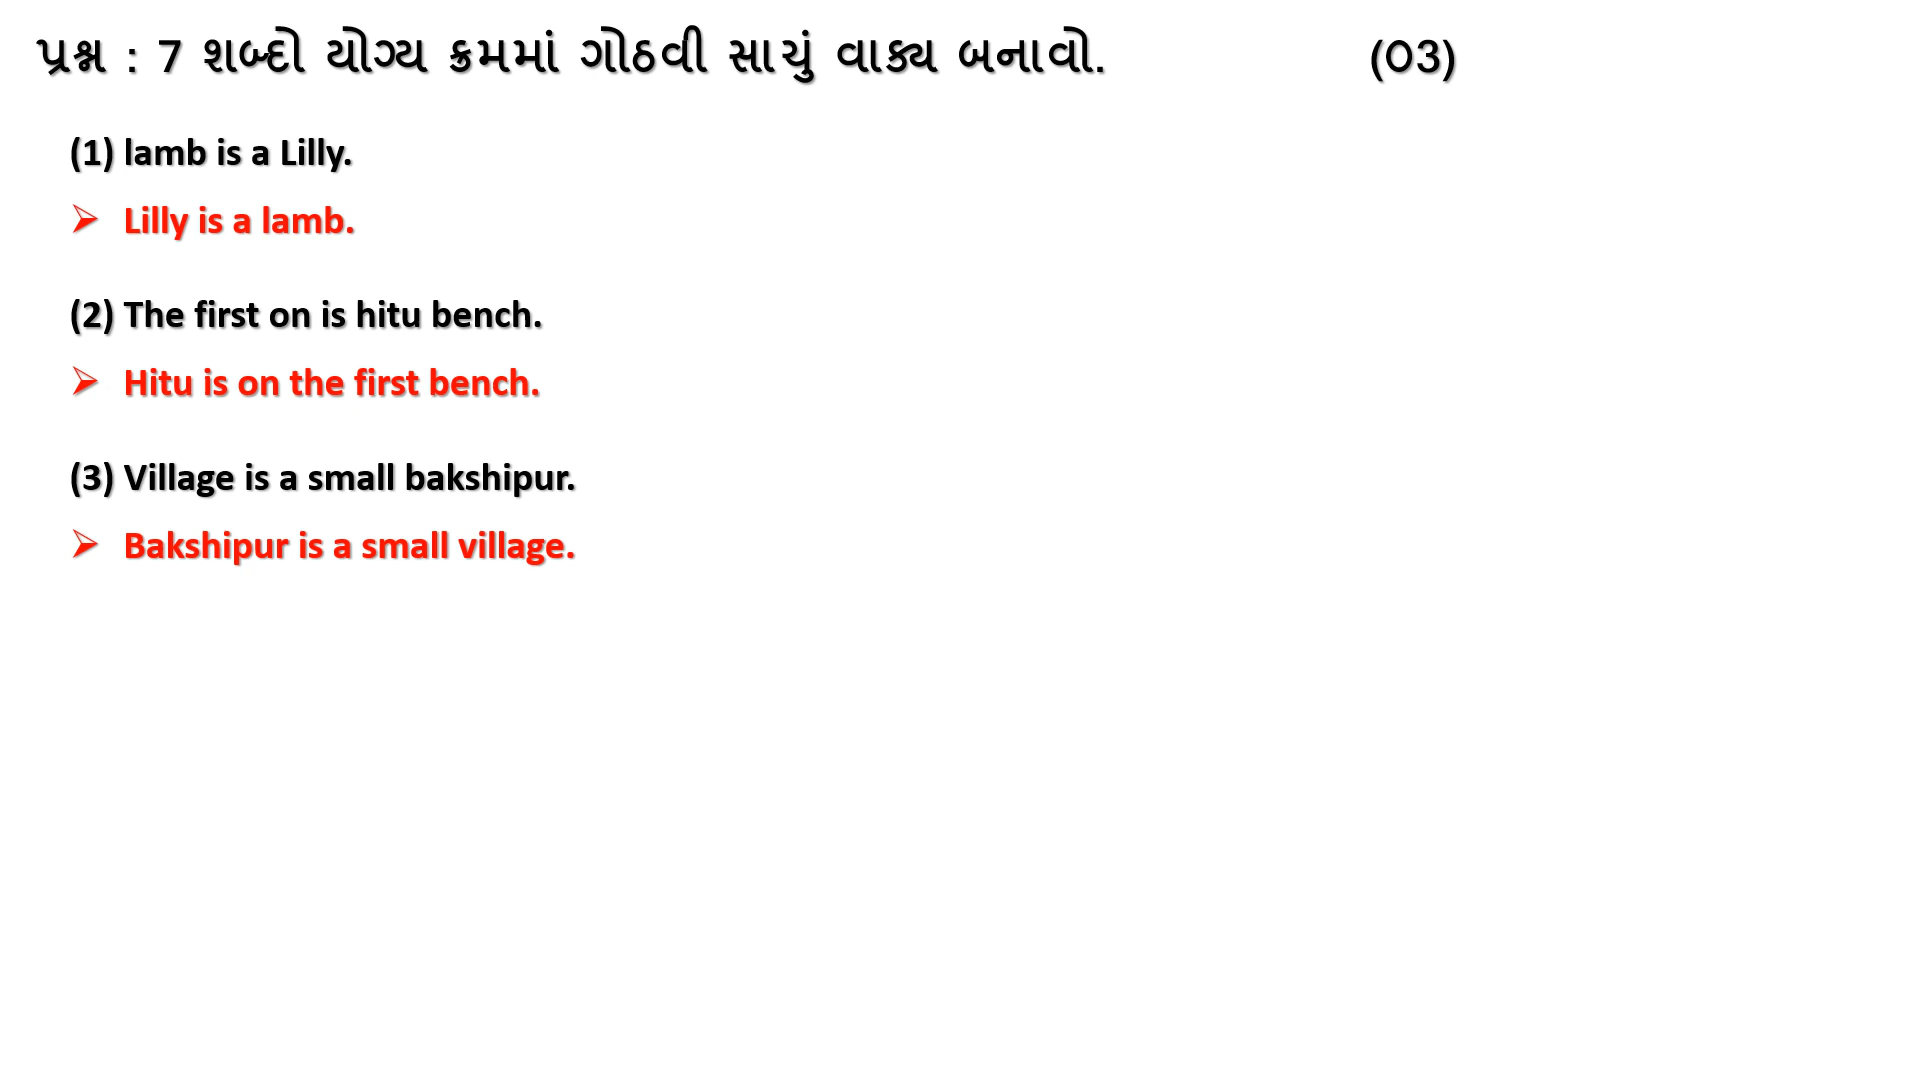 પ્રશ્ન : 7 શબ્દો યોગ્ય ક્રમમાં ગોઠવી સાચું વાક્ય બનાવો. (03)
(1) lamb is a Lilly.
➢ Lilly is a lamb.
(2) The first on is hitu bench.
➢ Hitu is on the first bench.
(3) Village is a small bakshipur.
➢ Bakshipur is a small village.